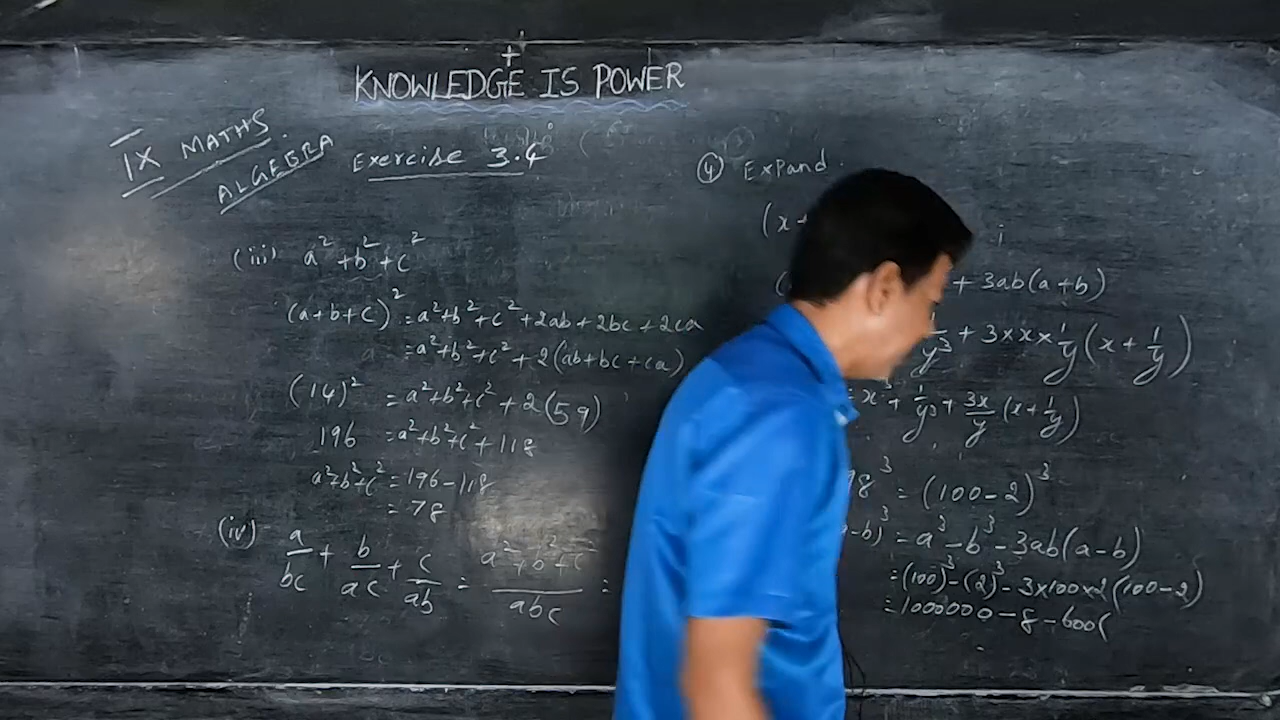 KNOWLEDGE IS POWER
IX MATHS
ALGEBRA
Exercise 3.4
(iii) a²+b²+c²
(a+b+c)² = a²+b²+c²+2ab+2bc+2ca
= a²+b²+c²+2(ab+bc+ca)
(14)² = a²+b²+c²+2(59)
196 = a²+b²+c²+118
a²+b²+c² = 196-118
= 78
(iv) a/bc + b/ac + c/ab = a²+b²+c²/abc =
④ Expand
(x+
+ 3ab(a+b)
y³ + 3×x×1/y(x+1/y)
= x³+1/y³+3x/y(x+1/y)
98³ = (100-2)³
a-b)³ = a³-b³-3ab(a-b)
= (100)³-(2)³-3×100×2(100-2)
= 1000000-8-600(